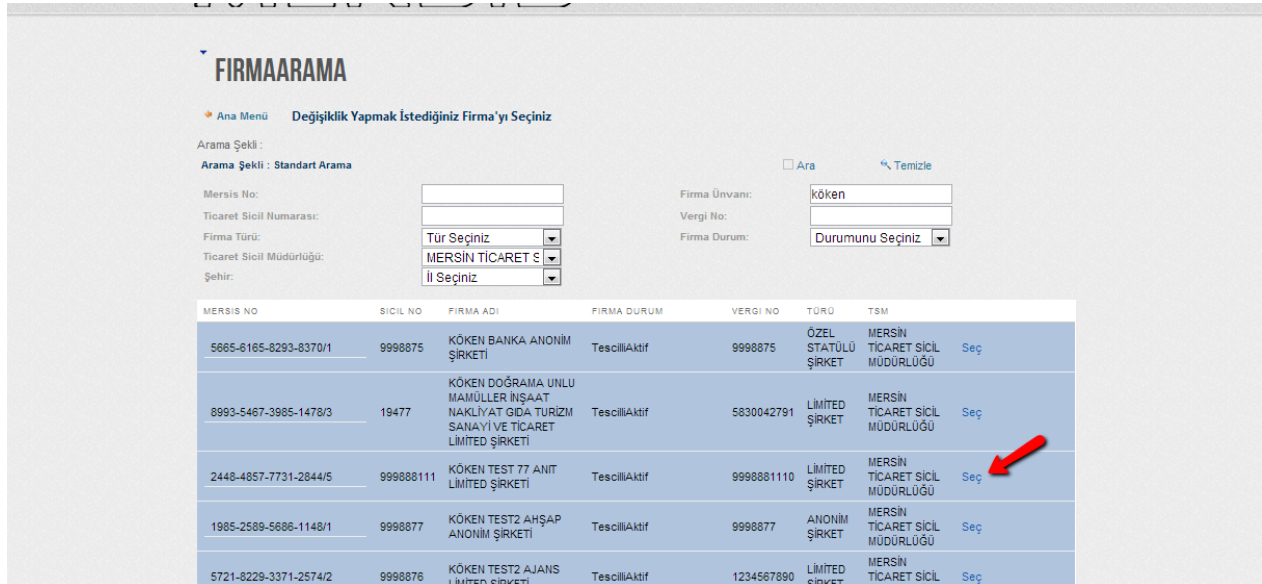 FIRMAARAMA
Ana Menü Değişiklik Yapmak İstediğiniz Firma'yı Seçiniz
Arama Şekli :
Arama Şekli : Standart Arama Ara Temizle
Mersis No: Firma Ünvanı: köken
Ticaret Sicil Numarası: Vergi No:
Firma Türü: Tür Seçiniz Firma Durum: Durumunu Seçiniz
Ticaret Sicil Müdürlüğü: MERSİN TİCARET S
Şehir: İl Seçiniz
MERSIS NO SICIL NO FIRMA ADI FIRMA DURUM VERGI NO TÜRÜ TSM
5665-6165-8293-8370/1 9998875 KÖKEN BANKA ANONİM ŞİRKETİ TescilliAktif 9998875 ÖZEL STATÜLÜ ŞİRKET MERSİN TİCARET SİCİL MÜDÜRLÜĞÜ Seç
8993-5467-3985-1478/3 19477 KÖKEN DOĞRAMA UNLU MAMÜLLER İNŞAAT NAKLİYAT GIDA TURİZM SANAYİ VE TİCARET LİMİTED ŞİRKETİ TescilliAktif 5830042791 LİMİTED ŞİRKET MERSİN TİCARET SİCİL MÜDÜRLÜĞÜ Seç
2448-4857-7731-2844/5 999888111 KÖKEN TEST 77 ANIT LİMİTED ŞİRKETİ TescilliAktif 9998881110 LİMİTED ŞİRKET MERSİN TİCARET SİCİL MÜDÜRLÜĞÜ Seç
1985-2589-5686-1148/1 9998877 KÖKEN TEST2 AHŞAP ANONİM ŞİRKETİ TescilliAktif 9998877 ANONİM ŞİRKET MERSİN TİCARET SİCİL MÜDÜRLÜĞÜ Seç
5721-8229-3371-2574/2 9998876 KÖKEN TEST2 AJANS LİMİTED ŞİRKETİ TescilliAktif 1234567890 LİMİTED ŞİRKET MERSİN TİCARET SİCİL Seç